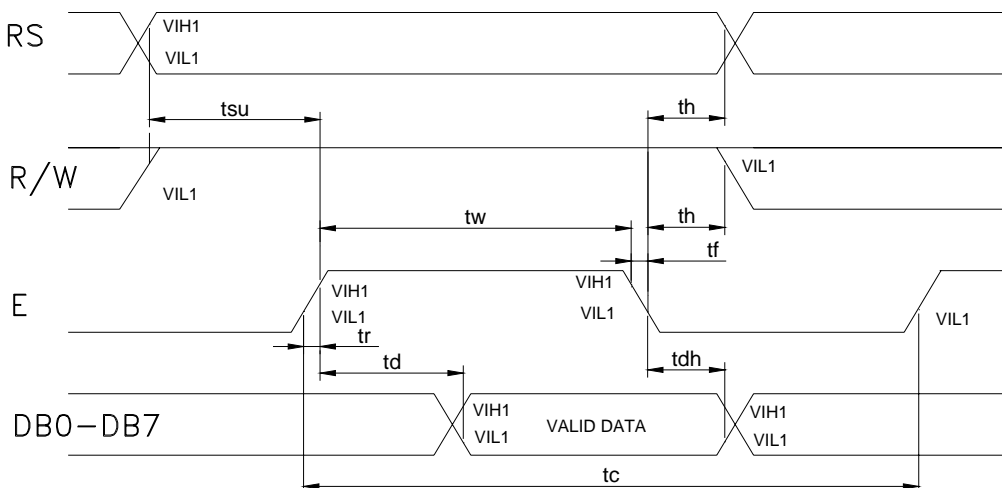 RS
VIH1
VIL1
tsu
th
R/W
VIL1
VIL1
tw
th
tf
E
VIH1
VIL1
VIH1
VIL1
VIL1
tr
td
tdh
DB0-DB7
VIH1
VIL1
VALID DATA
VIH1
VIL1
tc